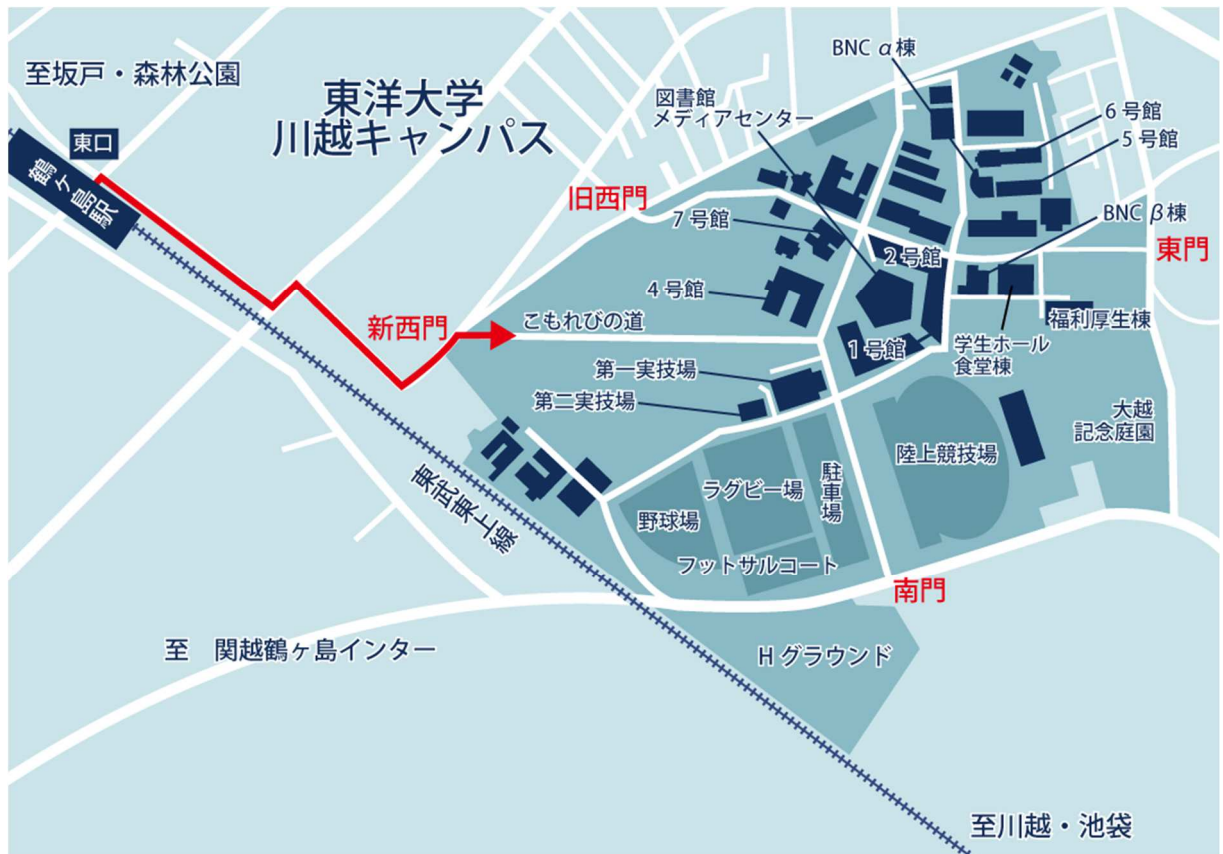 至坂戸・森林公園
東洋大学
川越キャンパス
東口
鶴ヶ島駅
BNC α棟
図書館
メディアセンター
6 号館
5 号館
旧西門
7 号館
BNC β棟
東門
2 号館
4 号館
新西門
こもれびの道
福利厚生棟
1 号館
学生ホール
食堂棟
第一実技場
第二実技場
大越
記念庭園
陸上競技場
駐車場
ラグビー場
野球場
東武東上線
フットサルコート
南門
至　関越鶴ヶ島インター
H グラウンド
至川越・池袋